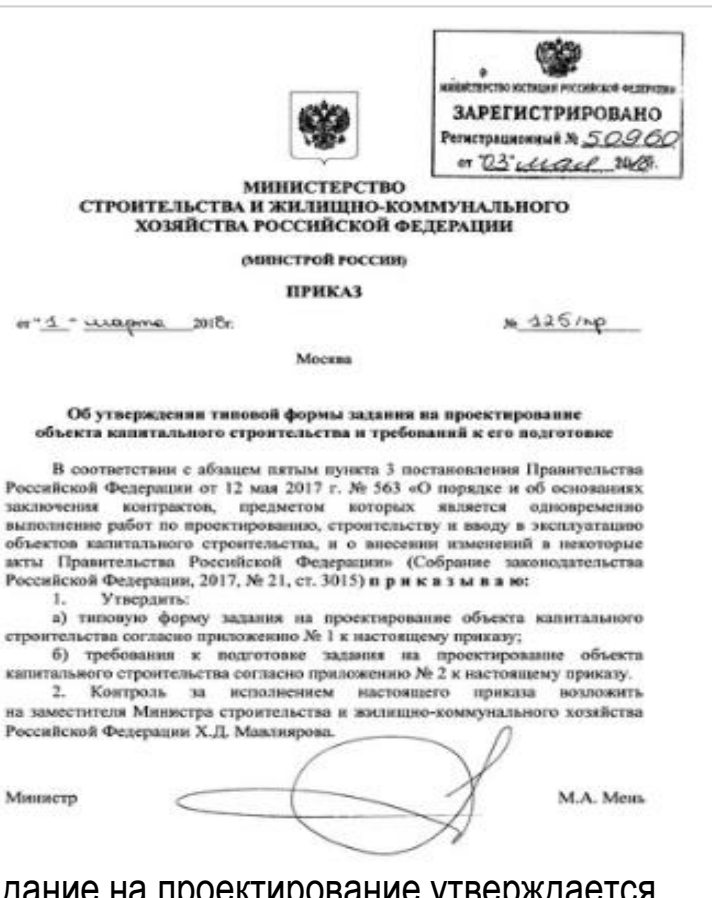 МИНИСТЕРСТВО ЮСТИЦИИ РОССИЙСКОЙ ФЕДЕРАЦИИ
ЗАРЕГИСТРИРОВАНО
Регистрационный № 50960
от "03" мая 2018г.
МИНИСТЕРСТВО
СТРОИТЕЛЬСТВА И ЖИЛИЩНО-КОММУНАЛЬНОГО
ХОЗЯЙСТВА РОССИЙСКОЙ ФЕДЕРАЦИИ
(МИНСТРОЙ РОССИИ)
ПРИКАЗ
от "1" марта 2018г. № 125/пр
Москва
Об утверждении типовой формы задания на проектирование
объекта капитального строительства и требований к его подготовке
В соответствии с абзацем пятым пункта 3 постановления Правительства
Российской Федерации от 12 мая 2017 г. № 563 «О порядке и об основаниях
заключения контрактов, предметом которых является одновременно
выполнение работ по проектированию, строительству и вводу в эксплуатацию
объектов капитального строительства, и о внесении изменений в некоторые
акты Правительства Российской Федерации» (Собрание законодательства
Российской Федерации, 2017, № 21, ст. 3015) п р и к а з ы в а ю:
1. Утвердить:
а) типовую форму задания на проектирование объекта капитального
строительства согласно приложению № 1 к настоящему приказу;
б) требования к подготовке задания на проектирование объекта
капитального строительства согласно приложению № 2 к настоящему приказу.
2. Контроль за исполнением настоящего приказа возложить
на заместителя Министра строительства и жилищно-коммунального хозяйства
Российской Федерации Х.Д. Мавлиярова.
Министр М.А. Мень
дание на проектирование утверждается